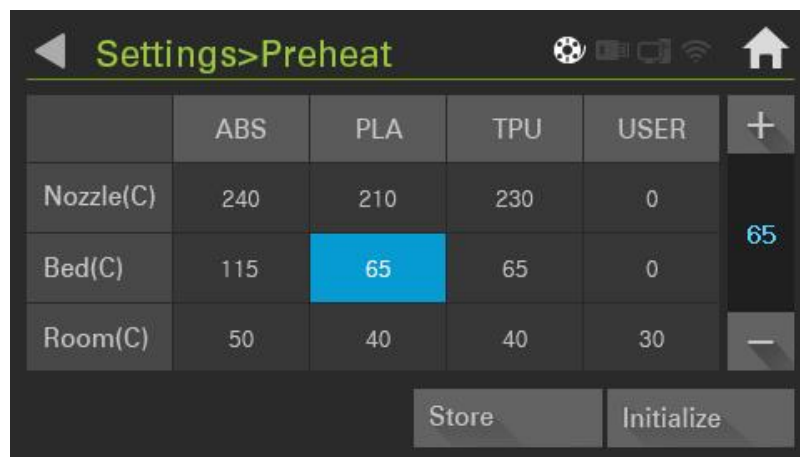 Settings>Preheat
ABS PLA TPU USER +
Nozzle(C) 240 210 230 0
65
Bed(C) 115 65 65 0
Room(C) 50 40 40 30 −
Store Initialize